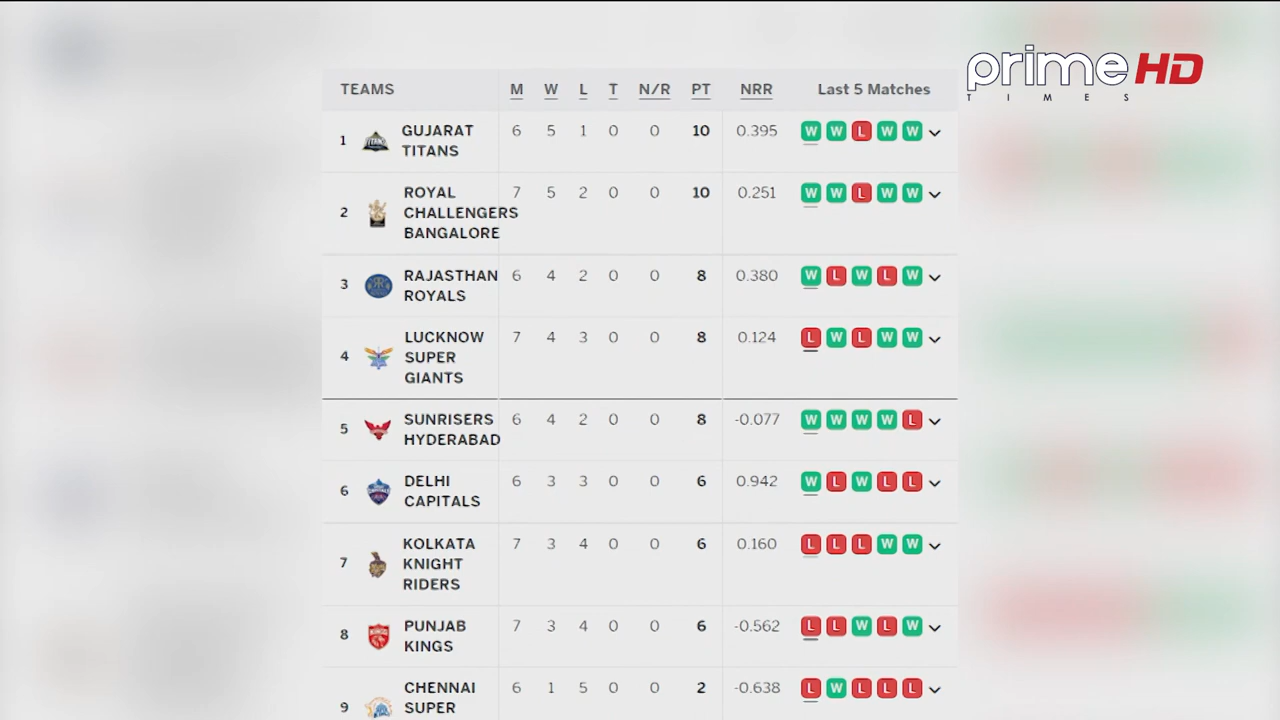 prime HD
TIMES
TEAMS M W L T N/R PT NRR Last 5 Matches
1 GUJARAT TITANS 6 5 1 0 0 10 0.395 W W L W W
2 ROYAL CHALLENGERS BANGALORE 7 5 2 0 0 10 0.251 W W L W W
3 RAJASTHAN ROYALS 6 4 2 0 0 8 0.380 W L W L W
4 LUCKNOW SUPER GIANTS 7 4 3 0 0 8 0.124 L W L W W
5 SUNRISERS HYDERABAD 6 4 2 0 0 8 -0.077 W W W W L
6 DELHI CAPITALS 6 3 3 0 0 6 0.942 W L W L L
7 KOLKATA KNIGHT RIDERS 7 3 4 0 0 6 0.160 L L L W W
8 PUNJAB KINGS 7 3 4 0 0 6 -0.562 L L W L W
9 CHENNAI SUPER 6 1 5 0 0 2 -0.638 L W L L L